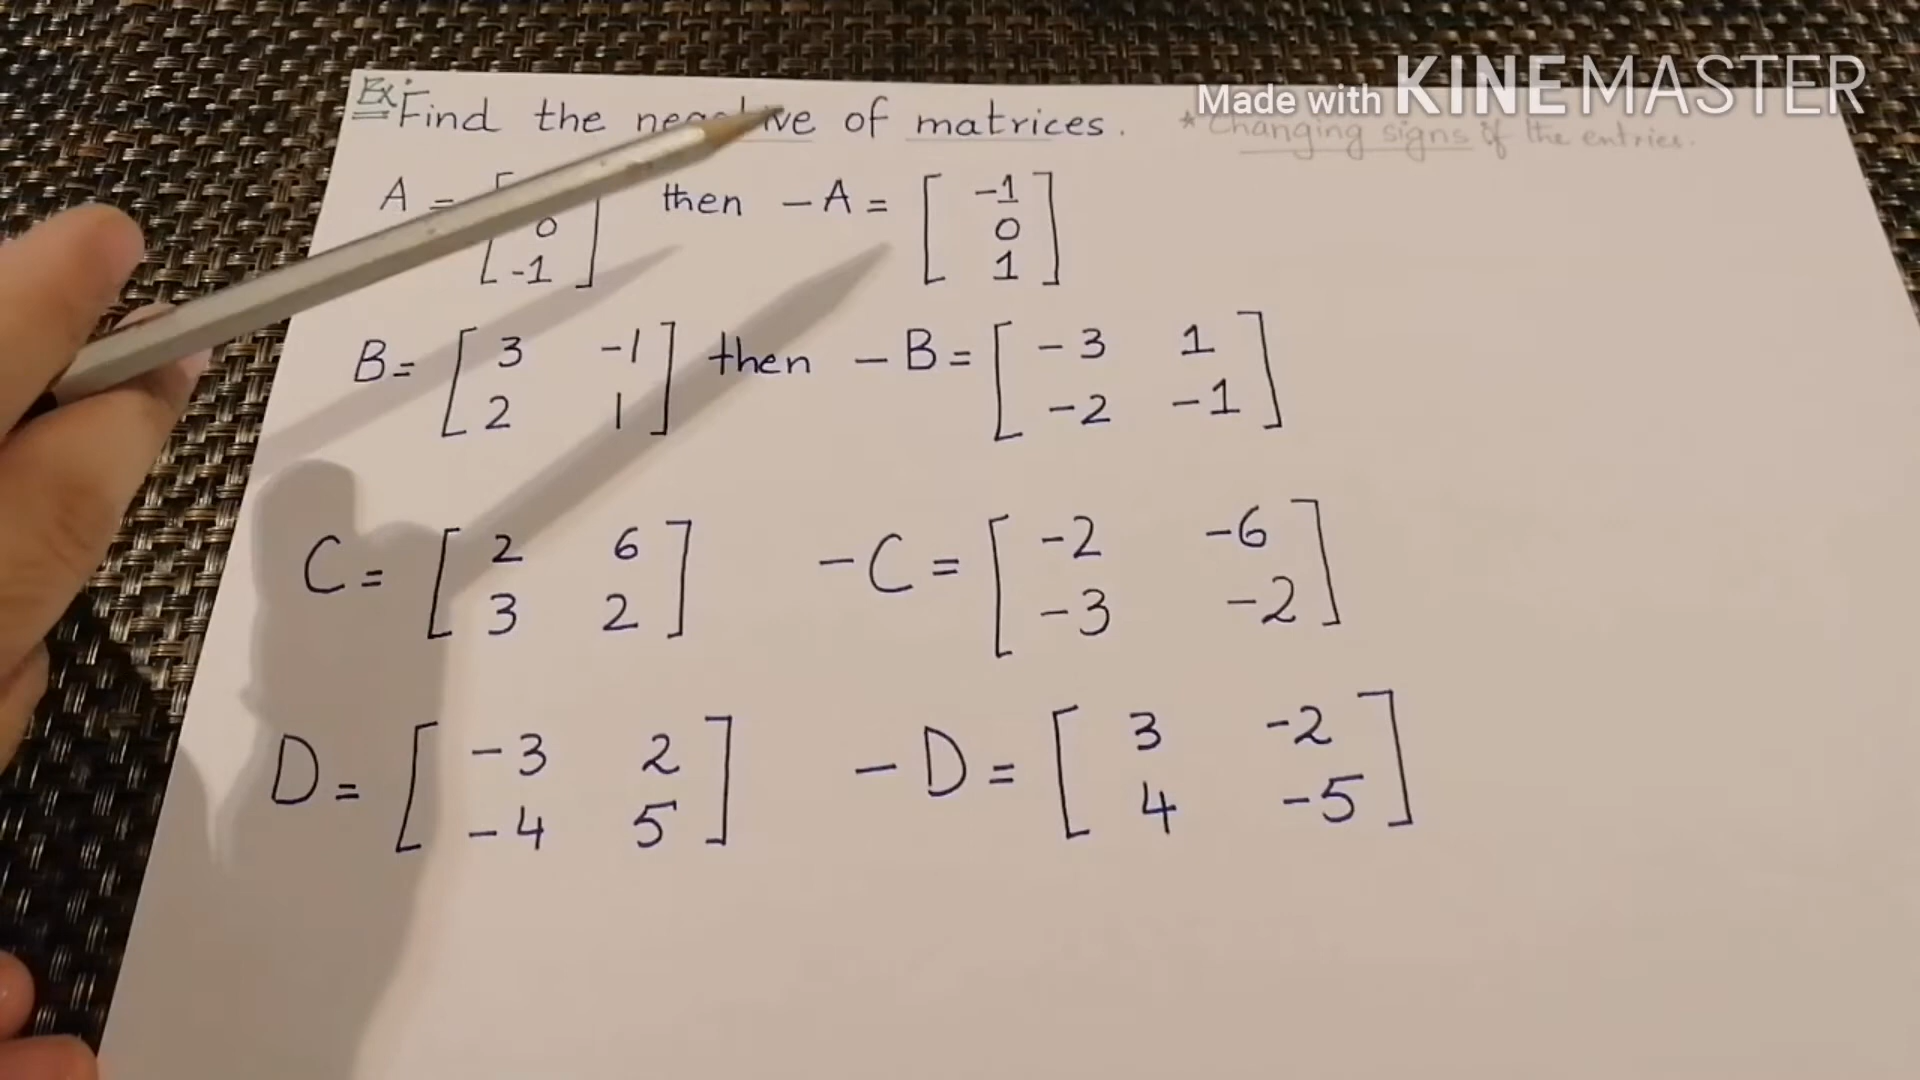 Made with KINEMASTER
Ex: Find the negative of matrices. * Changing signs of the entries.
A = [ 0 -1 ] then -A = [ -1 0 1 ]
B = [ 3 -1
2 1 ] then -B = [ -3 1
-2 -1 ]
C = [ 2 6
3 2 ] -C = [ -2 -6
-3 -2 ]
D = [ -3 2
-4 5 ] -D = [ 3 -2
4 -5 ]